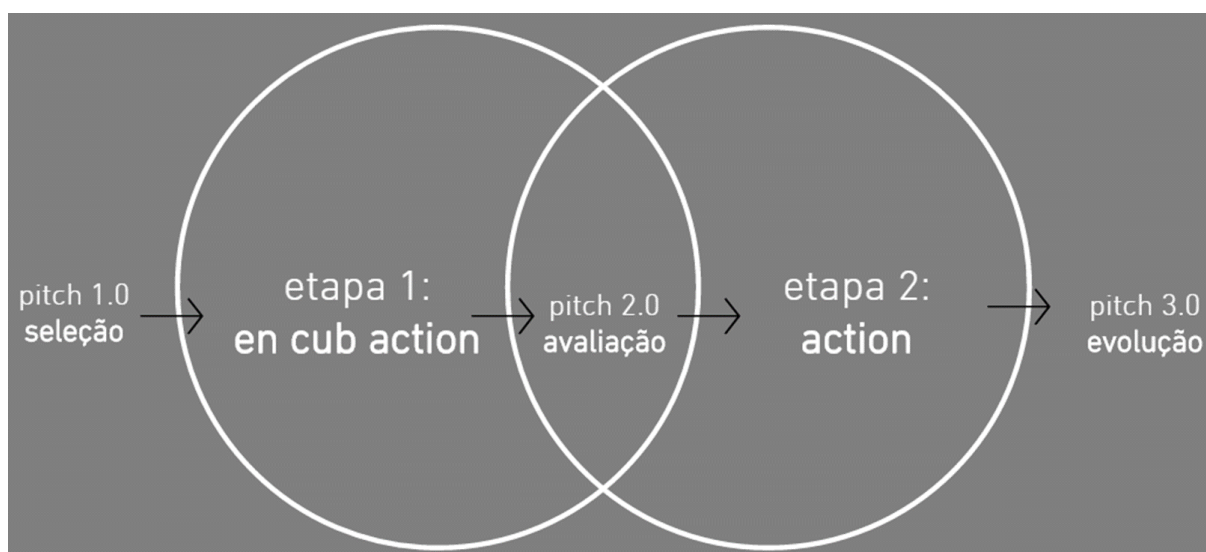 pitch 1.0
seleção
etapa 1:
en cub action
pitch 2.0
avaliação
etapa 2:
action
pitch 3.0
evolução